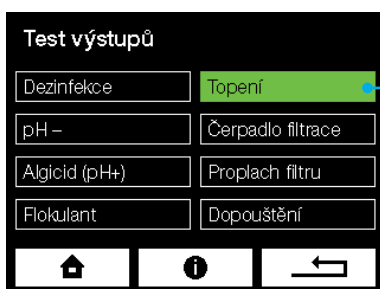 Test výstupů
Dezinfekce
Topení
pH –
Čerpadlo filtrace
Algicid (pH+)
Proplach filtru
Flokulant
Dopouštění